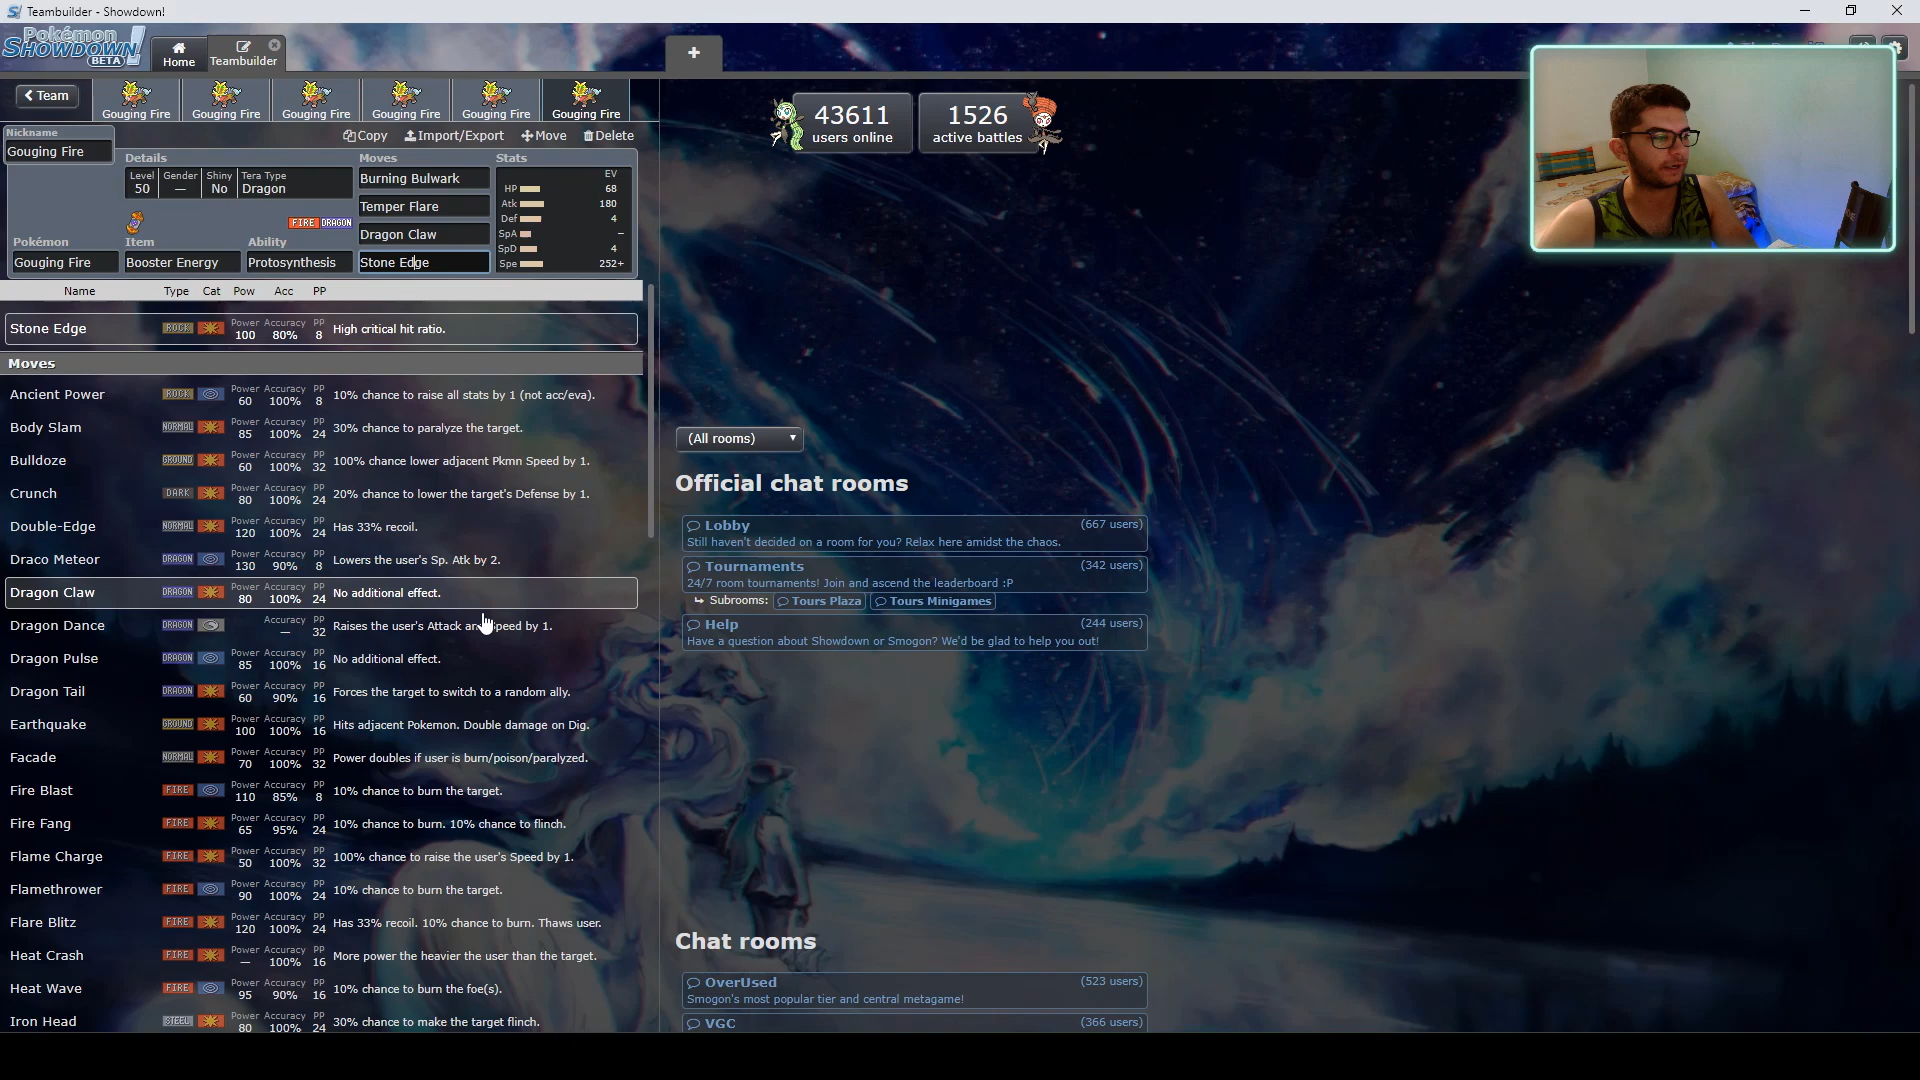 Teambuilder - Showdown!
Pokémon
SHOWDOWN!
BETA
Home
Teambuilder
+
< Team
Gouging Fire
Gouging Fire
Gouging Fire
Gouging Fire
Gouging Fire
Gouging Fire
43611
users online
1526
active battles
Nickname
Gouging Fire
Copy
Import/Export
Move
Delete
Details
Level
50
Gender
—
Shiny
No
Tera Type
Dragon
FIRE DRAGON
Pokémon
Gouging Fire
Item
Booster Energy
Ability
Protosynthesis
Moves
Burning Bulwark
Temper Flare
Dragon Claw
Stone Edge
Stats
EV
HP 68
Atk 180
Def 4
SpA –
SpD 4
Spe 252+
Name Type Cat Pow Acc PP
Stone Edge ROCK Power 100 Accuracy 80% PP 8 High critical hit ratio.
Moves
Ancient Power ROCK Power 60 Accuracy 100% PP 8 10% chance to raise all stats by 1 (not acc/eva).
Body Slam NORMAL Power 85 Accuracy 100% PP 24 30% chance to paralyze the target.
Bulldoze GROUND Power 60 Accuracy 100% PP 32 100% chance lower adjacent Pkmn Speed by 1.
Crunch DARK Power 80 Accuracy 100% PP 24 20% chance to lower the target's Defense by 1.
Double-Edge NORMAL Power 120 Accuracy 100% PP 24 Has 33% recoil.
Draco Meteor DRAGON Power 130 Accuracy 90% PP 8 Lowers the user's Sp. Atk by 2.
Dragon Claw DRAGON Power 80 Accuracy 100% PP 24 No additional effect.
Dragon Dance DRAGON Accuracy — PP 32 Raises the user's Attack and Speed by 1.
Dragon Pulse DRAGON Power 85 Accuracy 100% PP 16 No additional effect.
Dragon Tail DRAGON Power 60 Accuracy 90% PP 16 Forces the target to switch to a random ally.
Earthquake GROUND Power 100 Accuracy 100% PP 16 Hits adjacent Pokemon. Double damage on Dig.
Facade NORMAL Power 70 Accuracy 100% PP 32 Power doubles if user is burn/poison/paralyzed.
Fire Blast FIRE Power 110 Accuracy 85% PP 8 10% chance to burn the target.
Fire Fang FIRE Power 65 Accuracy 95% PP 24 10% chance to burn. 10% chance to flinch.
Flame Charge FIRE Power 50 Accuracy 100% PP 32 100% chance to raise the user's Speed by 1.
Flamethrower FIRE Power 90 Accuracy 100% PP 24 10% chance to burn the target.
Flare Blitz FIRE Power 120 Accuracy 100% PP 24 Has 33% recoil. 10% chance to burn. Thaws user.
Heat Crash FIRE Power — Accuracy 100% PP 16 More power the heavier the user than the target.
Heat Wave FIRE Power 95 Accuracy 90% PP 16 10% chance to burn the foe(s).
Iron Head STEEL Power 80 Accuracy 100% PP 24 30% chance to make the target flinch.
(All rooms)
Official chat rooms
Lobby (667 users)
Still haven't decided on a room for you? Relax here amidst the chaos.
Tournaments (342 users)
24/7 room tournaments! Join and ascend the leaderboard :P
Subrooms: Tours Plaza Tours Minigames
Help (244 users)
Have a question about Showdown or Smogon? We'd be glad to help you out!
Chat rooms
OverUsed (523 users)
Smogon's most popular tier and central metagame!
VGC (366 users)